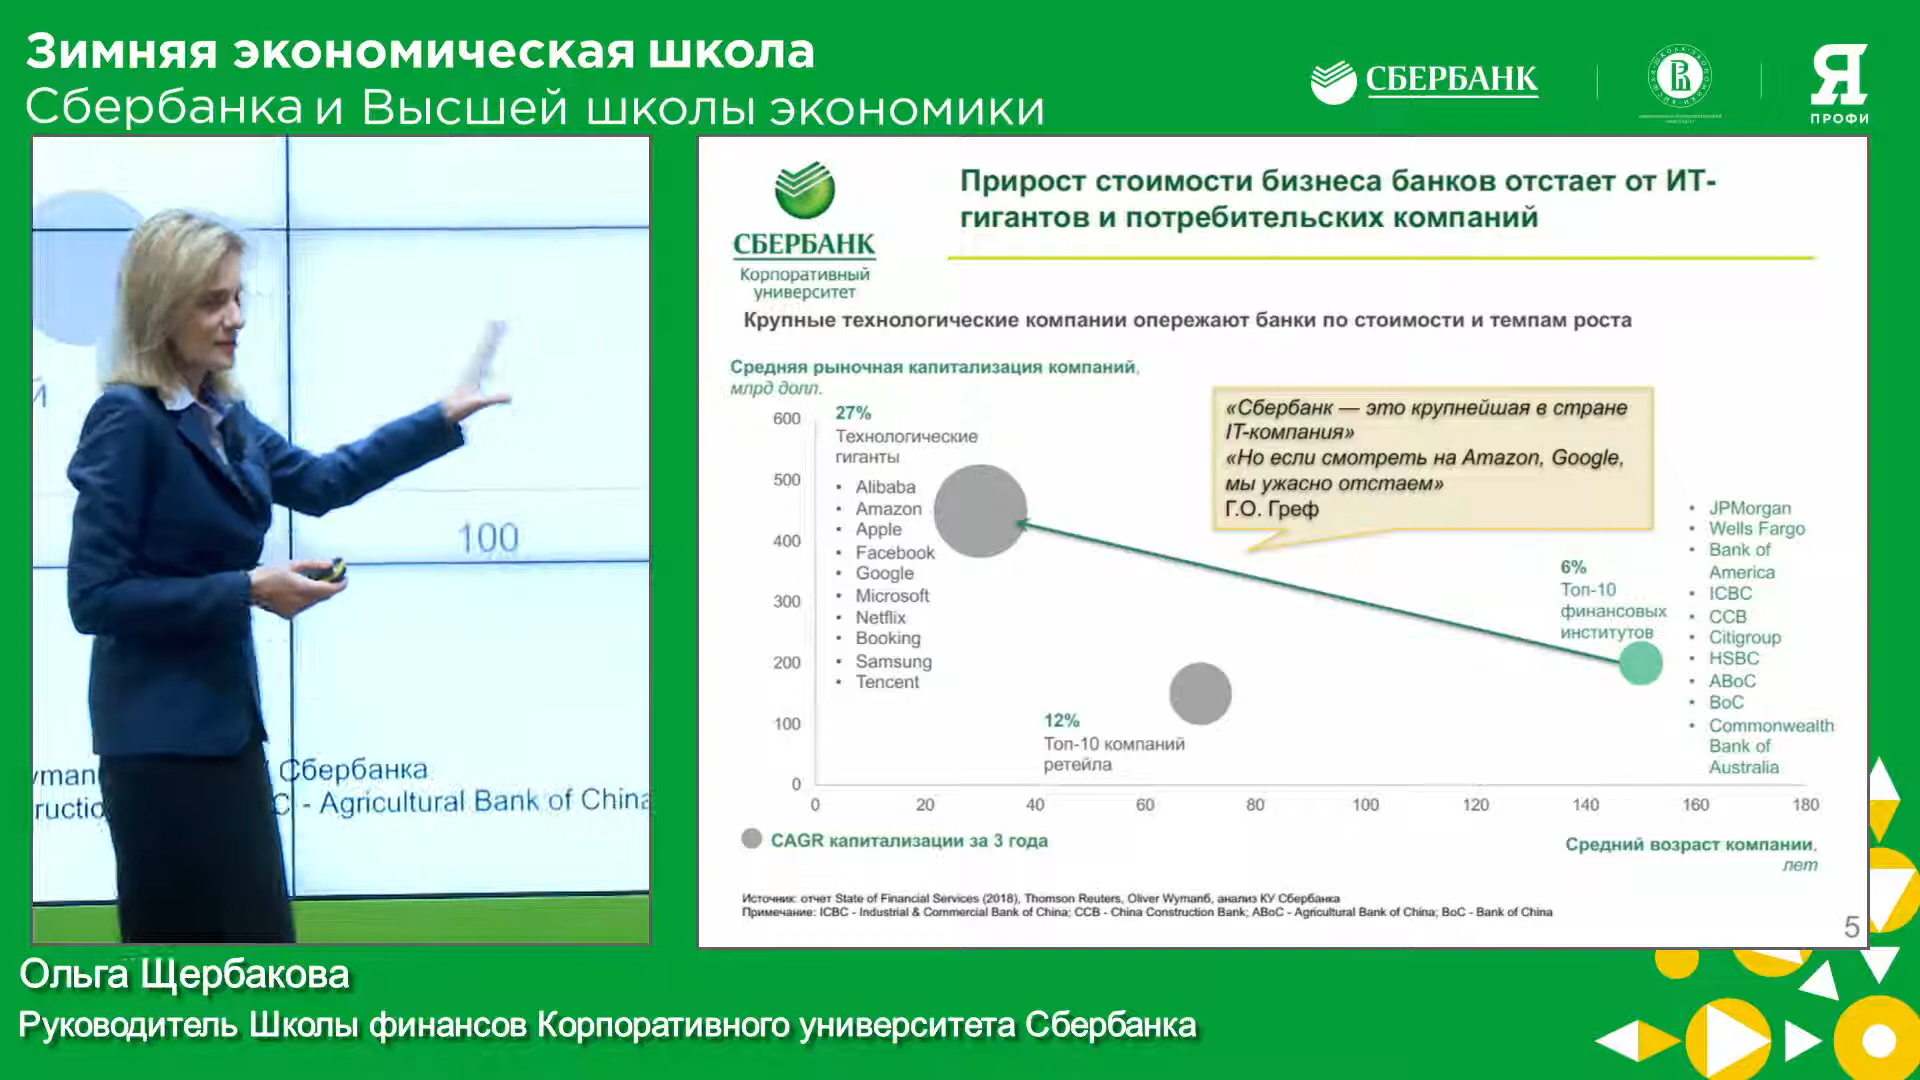 Зимняя экономическая школа
Сбербанка и Высшей школы экономики
СБЕРБАНК
Я
ПРОФИ
100
Сбербанка
- Agricultural Bank of China
СБЕРБАНК
Корпоративный
университет
Прирост стоимости бизнеса банков отстает от ИТ-
гигантов и потребительских компаний
Крупные технологические компании опережают банки по стоимости и темпам роста
Средняя рыночная капитализация компаний,
млрд долл.
600
500
400
300
200
100
0
27%
Технологические
гиганты
• Alibaba
• Amazon
• Apple
• Facebook
• Google
• Microsoft
• Netflix
• Booking
• Samsung
• Tencent
«Сбербанк — это крупнейшая в стране
IT-компания»
«Но если смотреть на Amazon, Google,
мы ужасно отстаем»
Г.О. Греф
12%
Топ-10 компаний
ретейла
6%
Топ-10
финансовых
институтов
• JPMorgan
• Wells Fargo
• Bank of
America
• ICBC
• CCB
• Citigroup
• HSBC
• ABoC
• BoC
• Commonwealth
Bank of
Australia
0 20 40 60 80 100 120 140 160 180
CAGR капитализации за 3 года
Средний возраст компании,
лет
Источник: отчет State of Financial Services (2018), Thomson Reuters, Oliver Wymanб, анализ КУ Сбербанка
Примечание: ICBC - Industrial & Commercial Bank of China; CCB - China Construction Bank; ABoC - Agricultural Bank of China; BoC - Bank of China
5
Ольга Щербакова
Руководитель Школы финансов Корпоративного университета Сбербанка